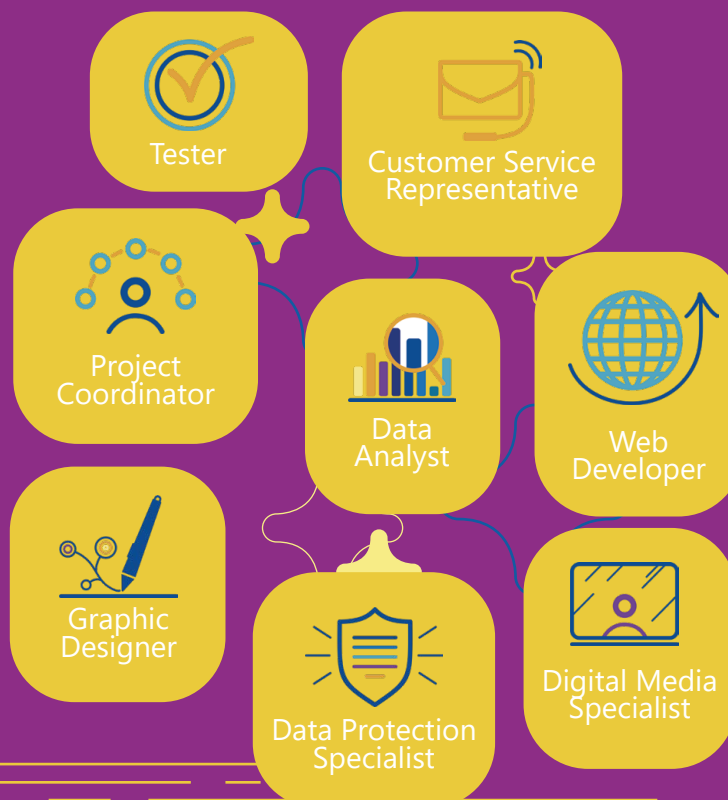 Tester
Customer Service
Representative
Project
Coordinator
Data
Analyst
Web
Developer
Graphic
Designer
Data Protection
Specialist
Digital Media
Specialist